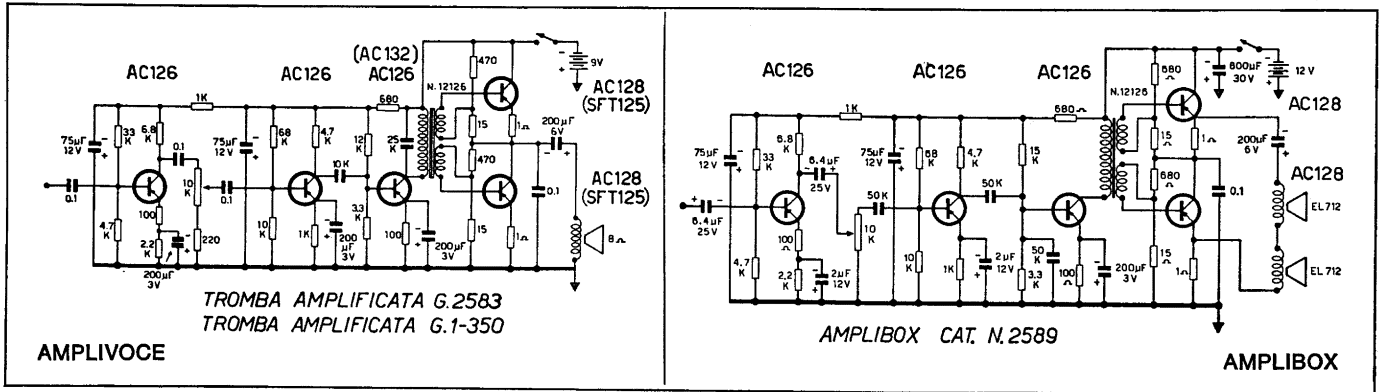 (AC132)
AC126
AC126
AC126
470
9V
AC128
(SFT125)
1K
680
N.12126
75µF
12V
33
K
6.8
K
0.1
75µF
12V
68
K
4.7
K
10K
12
K
25
K
15
1Ω
200µF
6V
AC128
(SFT125)
470
0.1
10
K
0.1
0.1
100
4.7
K
2.2
K
220
10
K
1K
200
µF
3V
3.3
K
100
200µF
3V
15
1Ω
8Ω
200µF
3V
TROMBA AMPLIFICATA G.2583
TROMBA AMPLIFICATA G.1-350
AMPLIVOCE
AC126
AC126
AC126
680
Ω
600µF
30V
12V
AC128
1K
680Ω
N.12126
75µF
12V
33
K
6.8
K
6.4µF
25V
75µF
12V
68
K
4.7
K
15
K
15
Ω
1Ω
200µF
6V
AC128
50K
50K
680
Ω
0.1
EL712
6.4µF
25V
10
K
100
Ω
4.7
K
2.2
K
2µF
12V
10
K
1K
2µF
12V
3.3
K
50
K
100
Ω
200µF
3V
15
Ω
1Ω
EL712
AMPLIBOX CAT. N.2589
AMPLIBOX